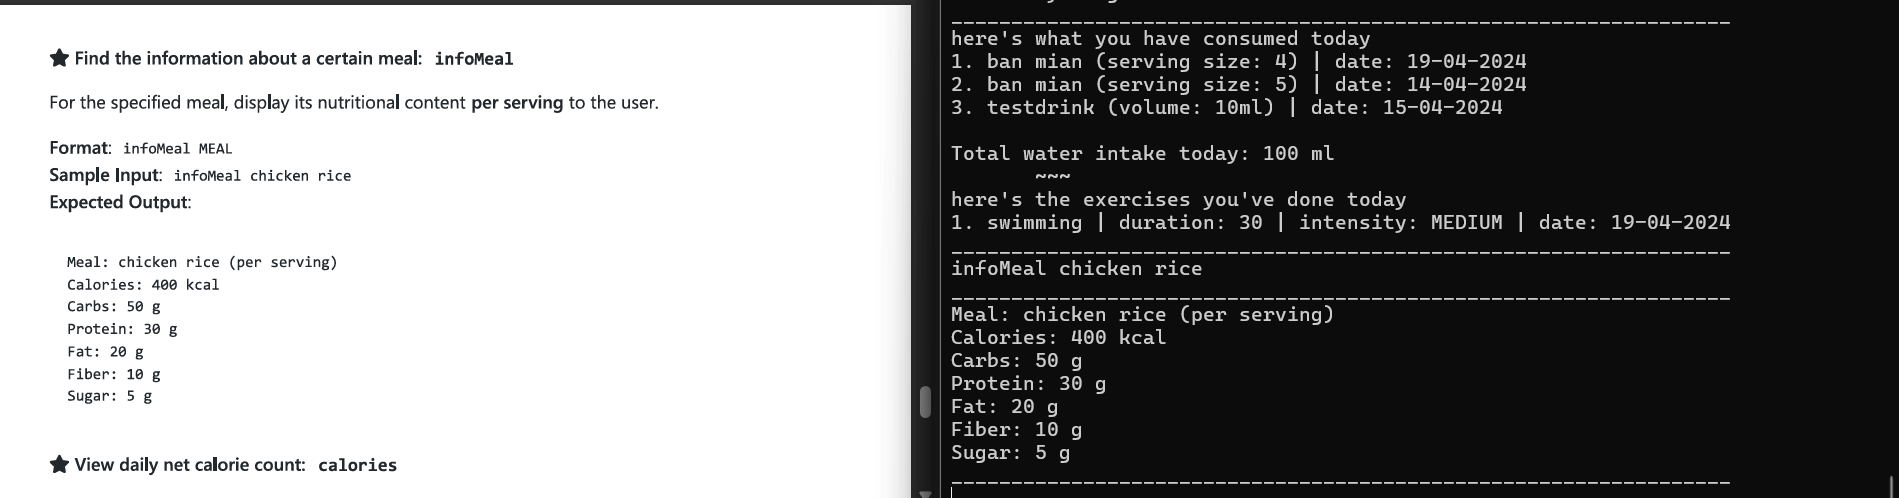 ★ Find the information about a certain meal: infoMeal
For the specified meal, display its nutritional content per serving to the user.
Format: infoMeal MEAL
Sample Input: infoMeal chicken rice
Expected Output:
Meal: chicken rice (per serving)
Calories: 400 kcal
Carbs: 50 g
Protein: 30 g
Fat: 20 g
Fiber: 10 g
Sugar: 5 g
★ View daily net calorie count: calories
_________________________________________________________________
here's what you have consumed today
1. ban mian (serving size: 4) | date: 19-04-2024
2. ban mian (serving size: 5) | date: 14-04-2024
3. testdrink (volume: 10ml) | date: 15-04-2024
Total water intake today: 100 ml
~~~
here's the exercises you've done today
1. swimming | duration: 30 | intensity: MEDIUM | date: 19-04-2024
_________________________________________________________________
infoMeal chicken rice
_________________________________________________________________
Meal: chicken rice (per serving)
Calories: 400 kcal
Carbs: 50 g
Protein: 30 g
Fat: 20 g
Fiber: 10 g
Sugar: 5 g
_________________________________________________________________